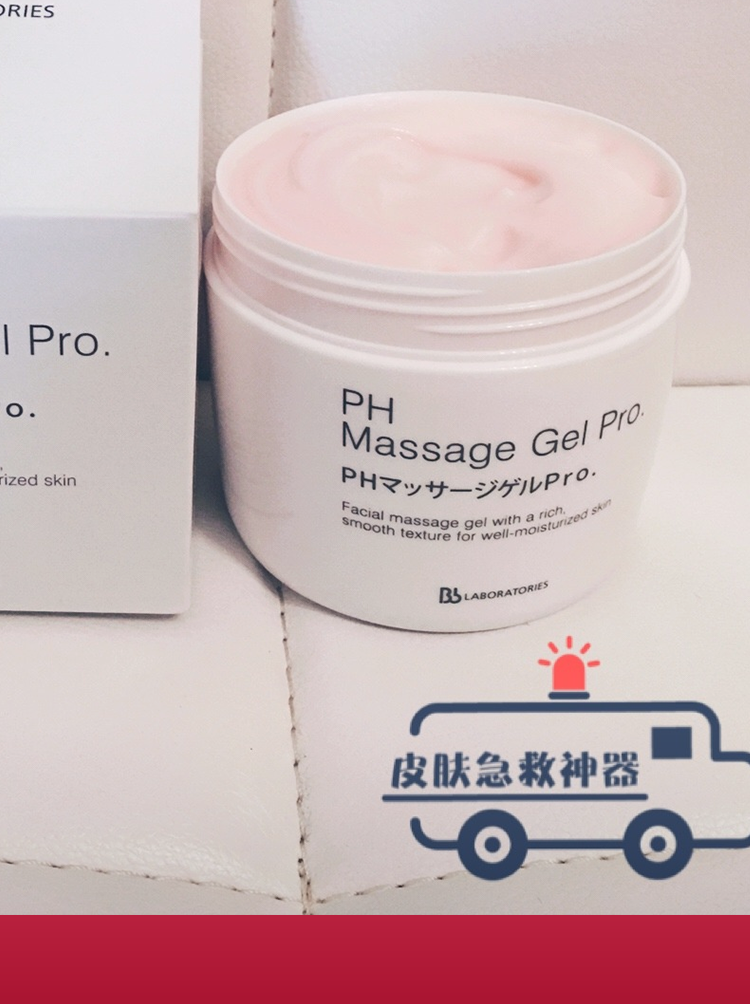 ORIES
l Pro.
o.
rized skin
PH
Massage Gel Pro.
PHマッサージゲルPro.
Facial massage gel with a rich,
smooth texture for well-moisturized skin
Bb LABORATORIES
皮肤急救神器